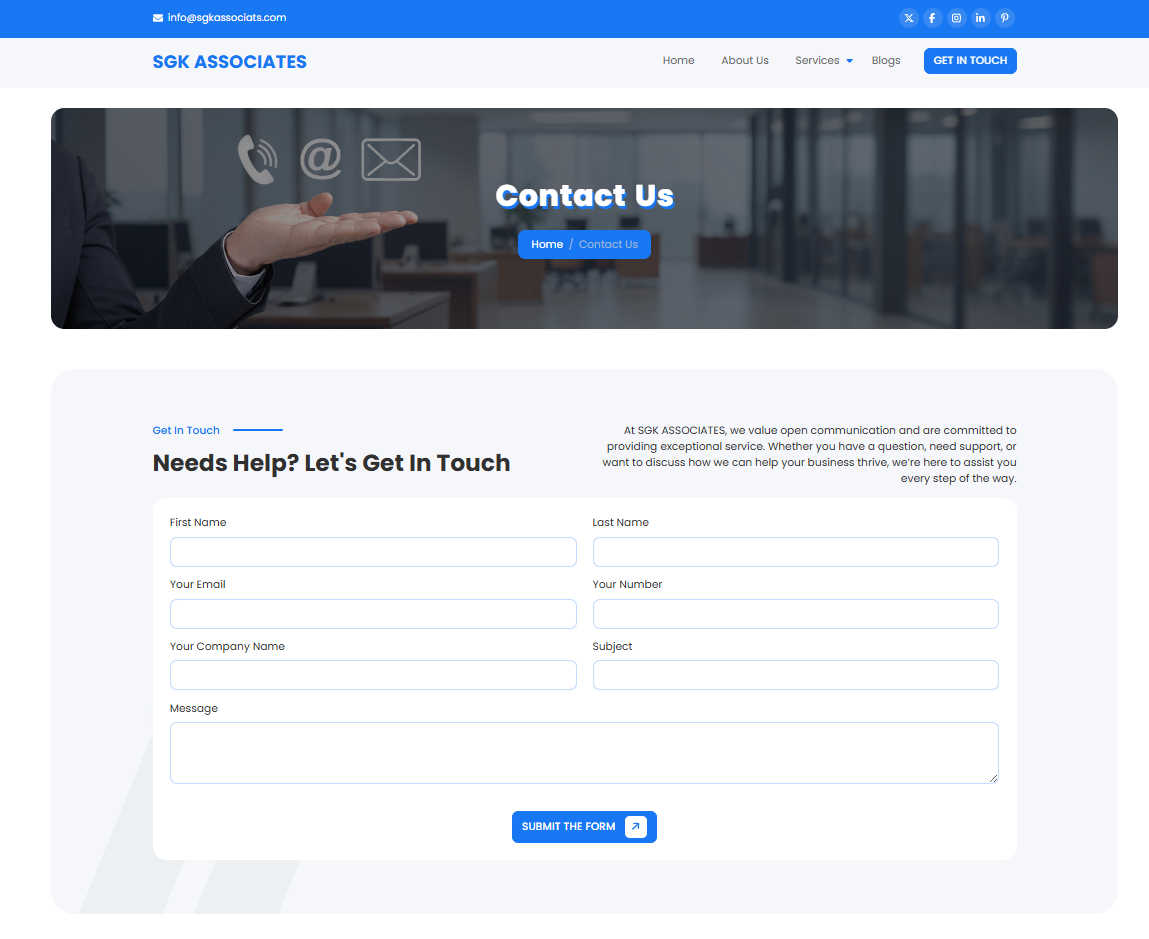 info@sgkassociats.com
SGK ASSOCIATES
Home
About Us
Services
Blogs
GET IN TOUCH
@
Contact Us
Home / Contact Us
Get In Touch
Needs Help? Let's Get In Touch
At SGK ASSOCIATES, we value open communication and are committed to
providing exceptional service. Whether you have a question, need support, or
want to discuss how we can help your business thrive, we're here to assist you
every step of the way.
First Name
Last Name
Your Email
Your Number
Your Company Name
Subject
Message
SUBMIT THE FORM